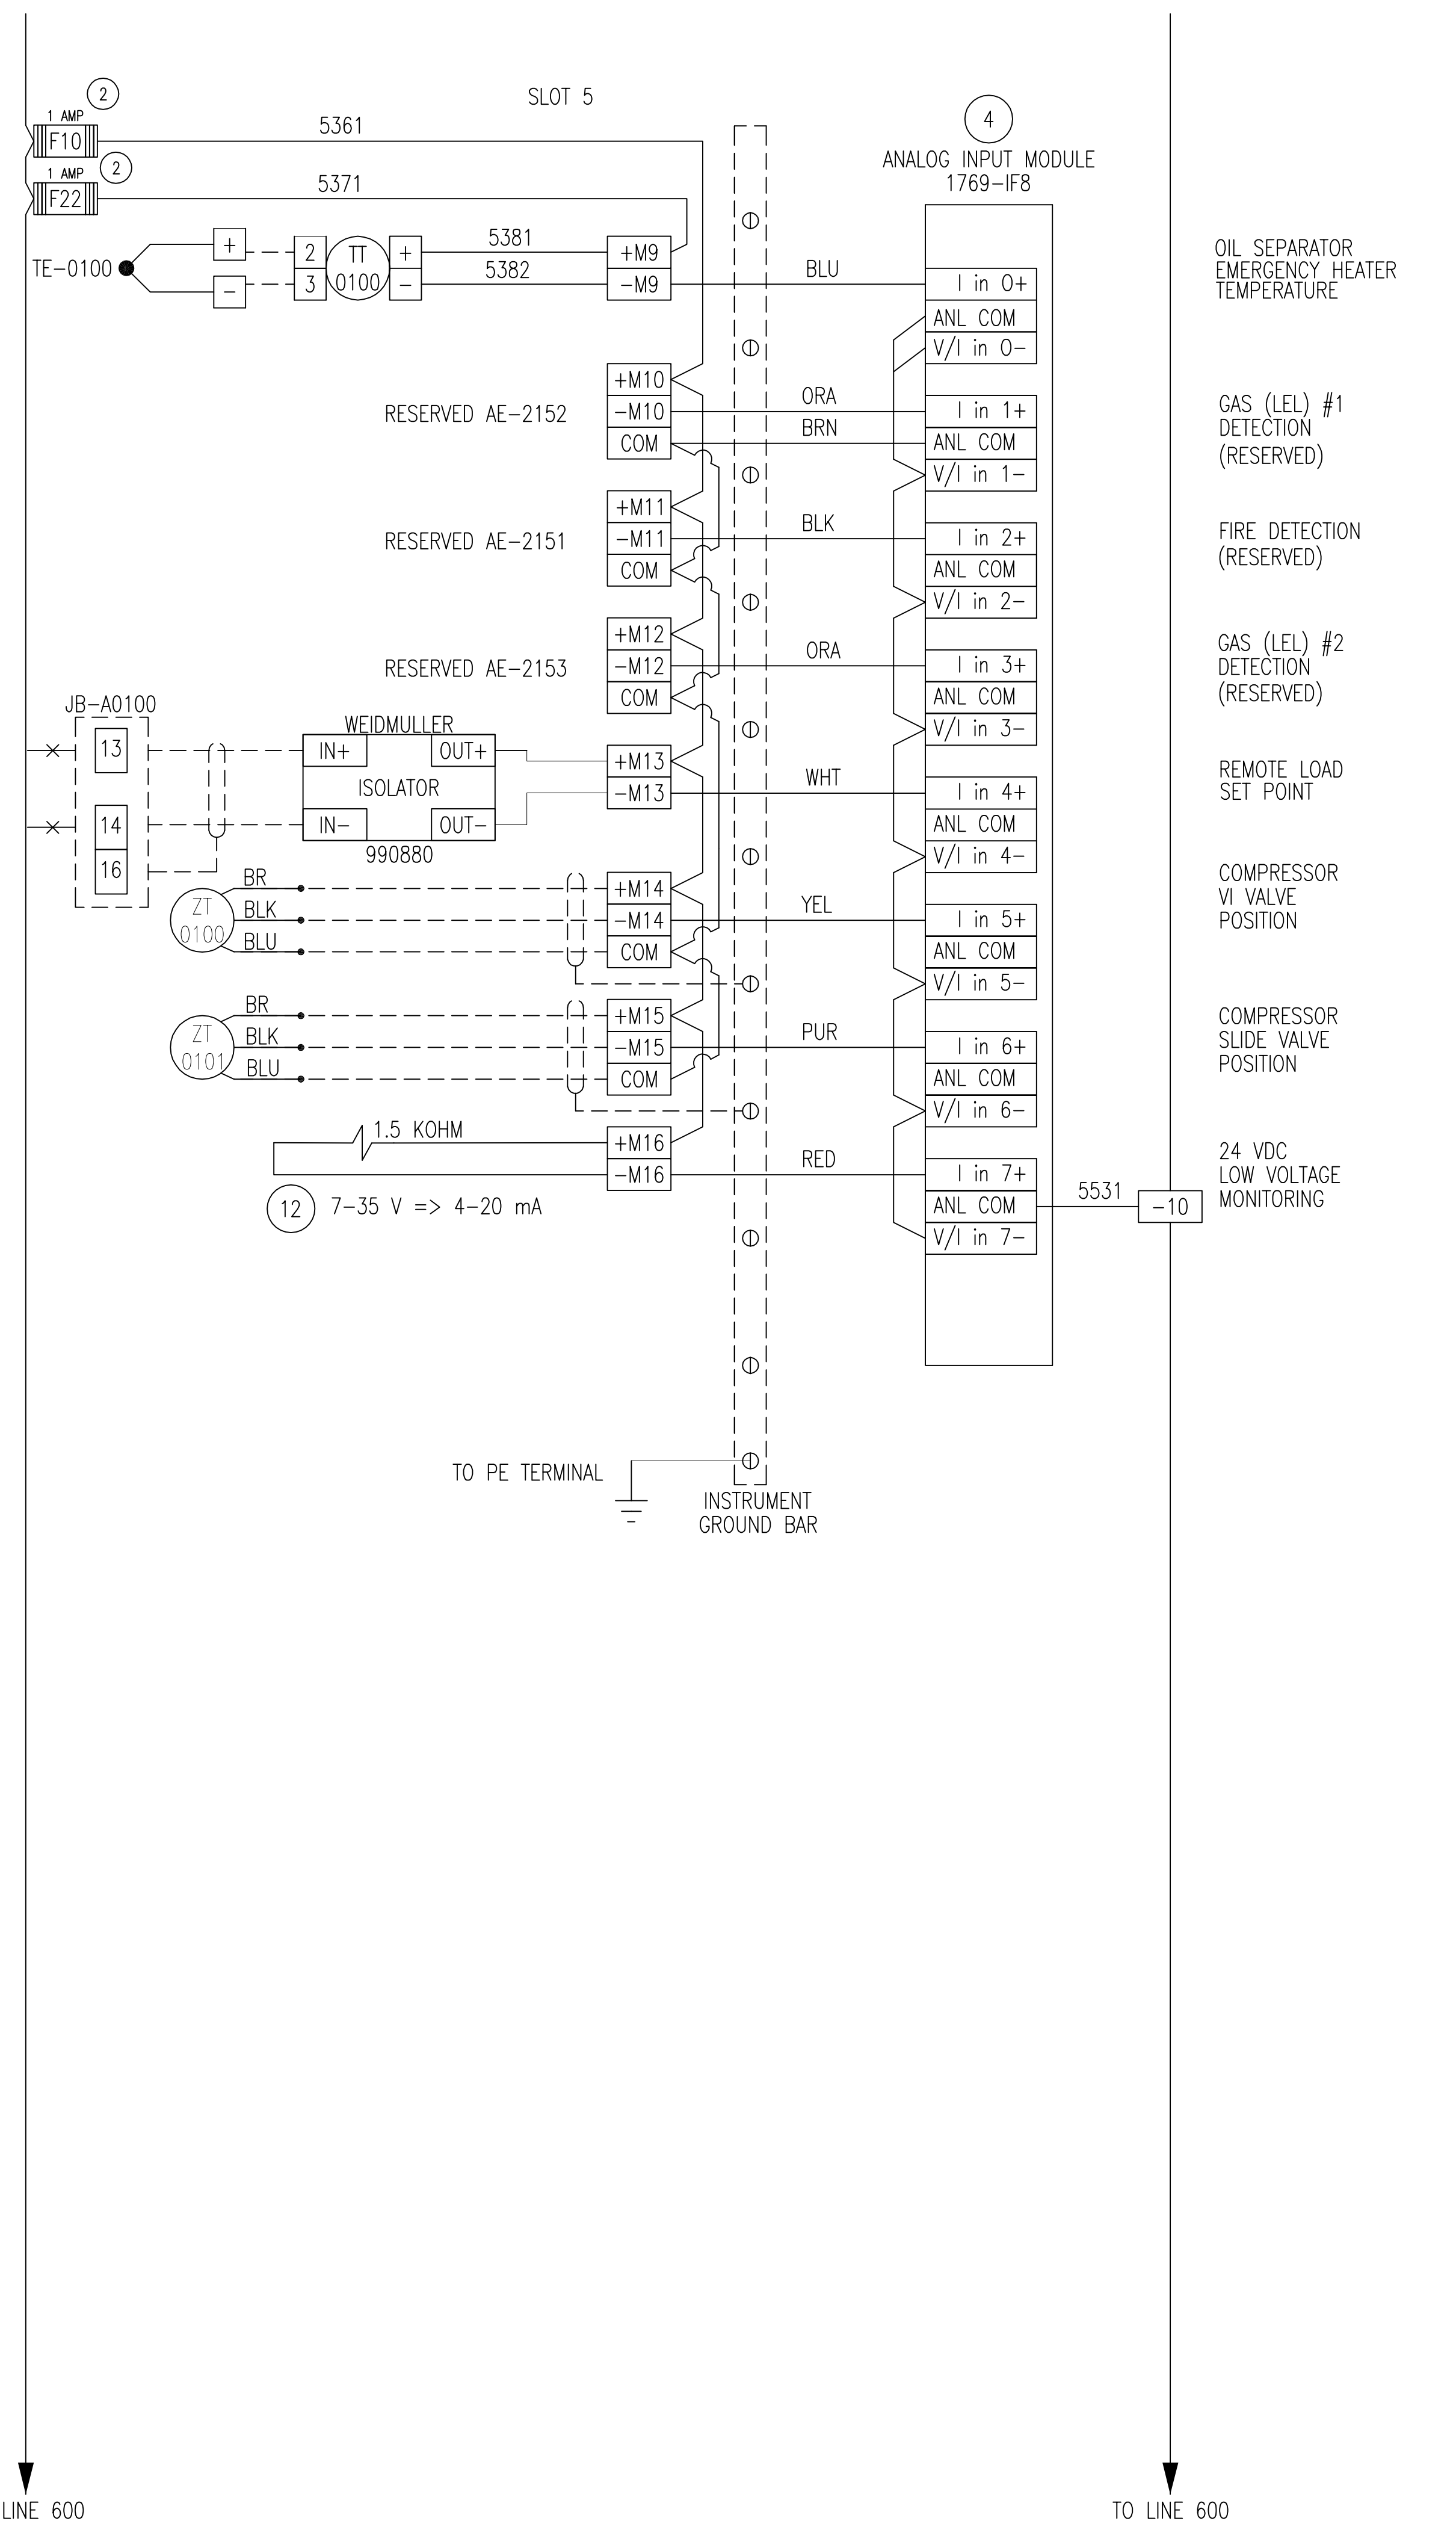 SLOT 5
2
1 AMP
F10
5361
2
1 AMP
F22
5371
4
ANALOG INPUT MODULE
1769-IF8
TE-0100
+
-
2
3
TT
0100
+
-
5381
5382
+M9
-M9
BLU
I in 0+
ANL COM
V/I in 0-
OIL SEPARATOR
EMERGENCY HEATER
TEMPERATURE
RESERVED AE-2152
+M10
-M10
COM
ORA
BRN
I in 1+
ANL COM
V/I in 1-
GAS (LEL) #1
DETECTION
(RESERVED)
RESERVED AE-2151
+M11
-M11
COM
BLK
I in 2+
ANL COM
V/I in 2-
FIRE DETECTION
(RESERVED)
RESERVED AE-2153
+M12
-M12
COM
ORA
I in 3+
ANL COM
V/I in 3-
GAS (LEL) #2
DETECTION
(RESERVED)
JB-A0100
13
14
16
WEIDMULLER
IN+
OUT+
ISOLATOR
IN-
OUT-
990880
+M13
-M13
WHT
I in 4+
ANL COM
V/I in 4-
REMOTE LOAD
SET POINT
ZT
0100
BR
BLK
BLU
+M14
-M14
COM
YEL
I in 5+
ANL COM
V/I in 5-
COMPRESSOR
VI VALVE
POSITION
ZT
0101
BR
BLK
BLU
+M15
-M15
COM
PUR
I in 6+
ANL COM
V/I in 6-
COMPRESSOR
SLIDE VALVE
POSITION
1.5 KOHM
+M16
-M16
RED
I in 7+
ANL COM
V/I in 7-
5531
-10
24 VDC
LOW VOLTAGE
MONITORING
12
7-35 V => 4-20 mA
TO PE TERMINAL
INSTRUMENT
GROUND BAR
LINE 600
TO LINE 600